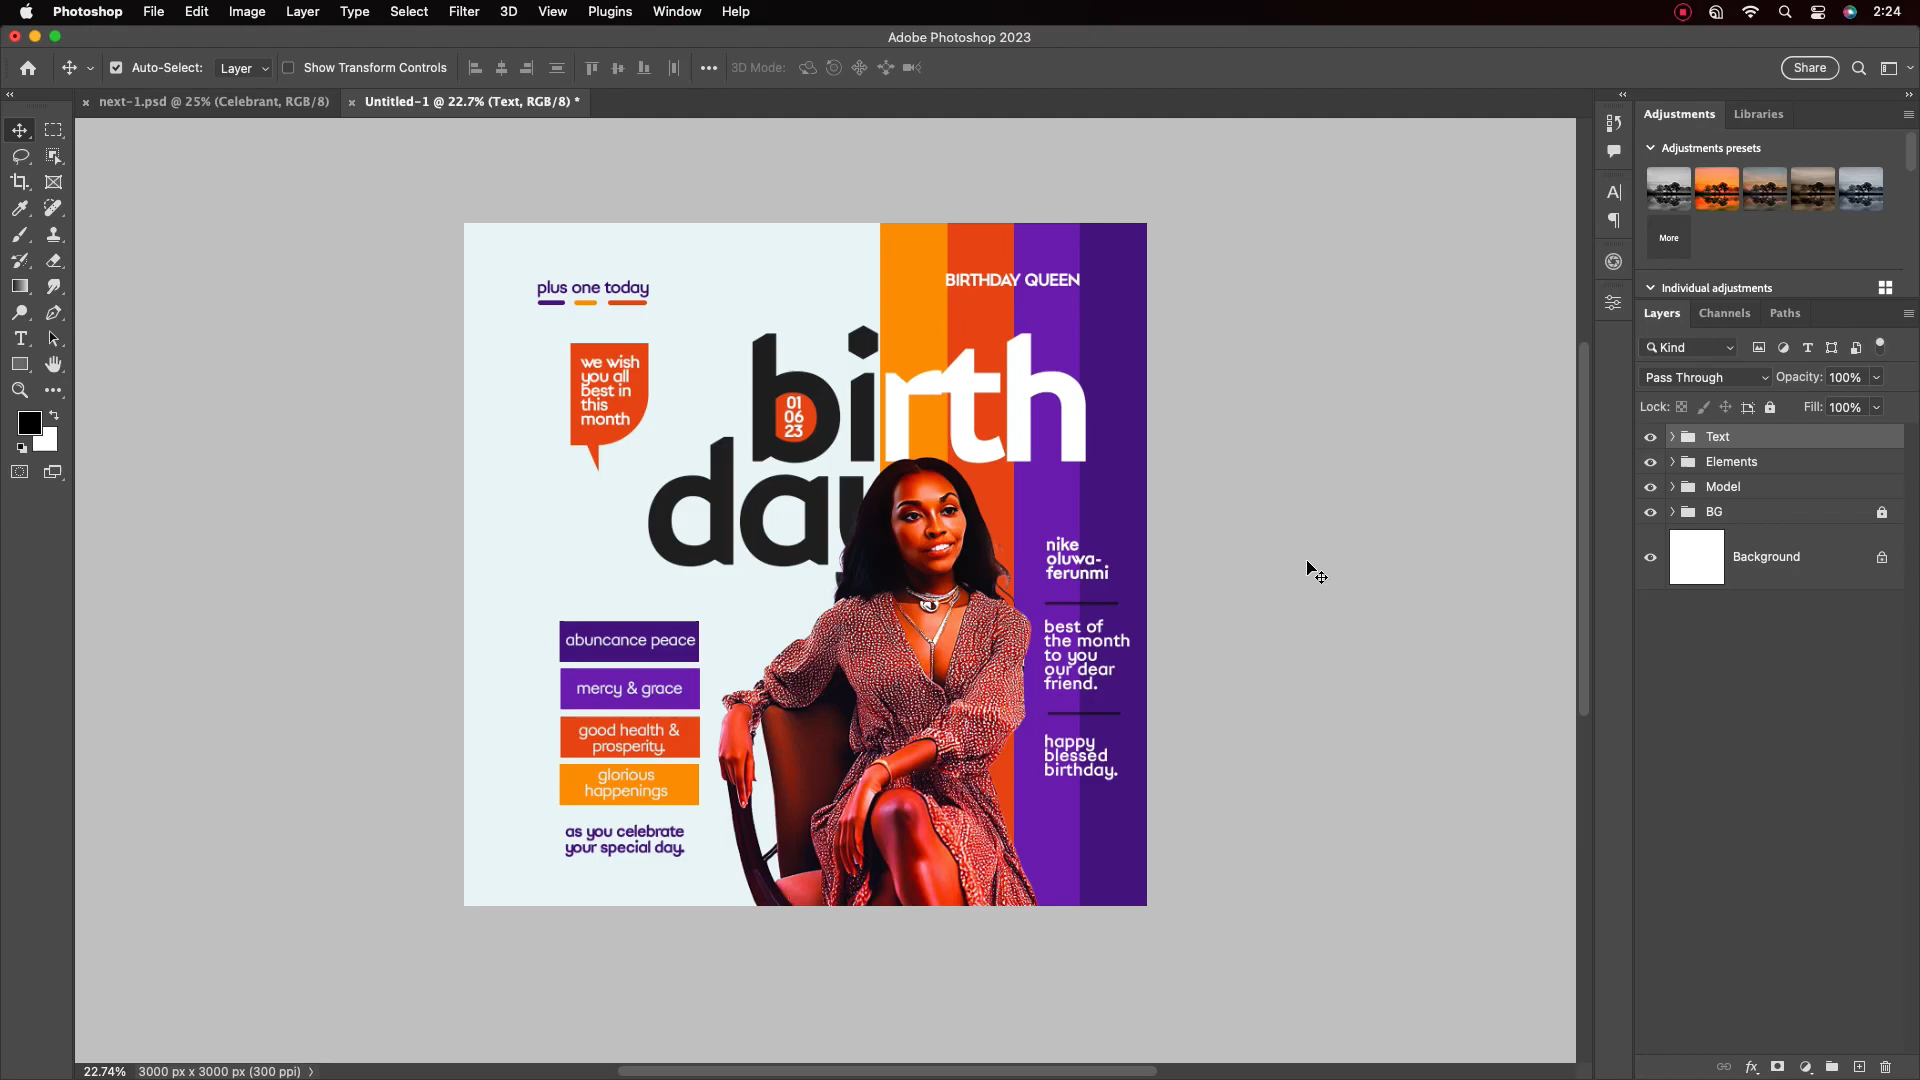 Photoshop File Edit Image Layer Type Select Filter 3D View Plugins Window Help 2:24
Adobe Photoshop 2023
Auto-Select: Layer Show Transform Controls 3D Mode: Share
next-1.psd @ 25% (Celebrant, RGB/8) Untitled-1 @ 22.7% (Text, RGB/8) *
Adjustments Libraries
Adjustments presets
More
Individual adjustments
Layers Channels Paths
Kind
Pass Through Opacity: 100%
Lock: Fill: 100%
Text
Elements
Model
BG
Background
plus one today
BIRTHDAY QUEEN
we wish
you all
best in
this
month
birth
01
06
23
day
nike
oluwa-
ferunmi
best of
the month
to you
our dear
friend.
happy
blessed
birthday.
abuncance peace
mercy & grace
good health &
prosperity.
glorious
happenings
as you celebrate
your special day.
22.74% 3000 px x 3000 px (300 ppi)